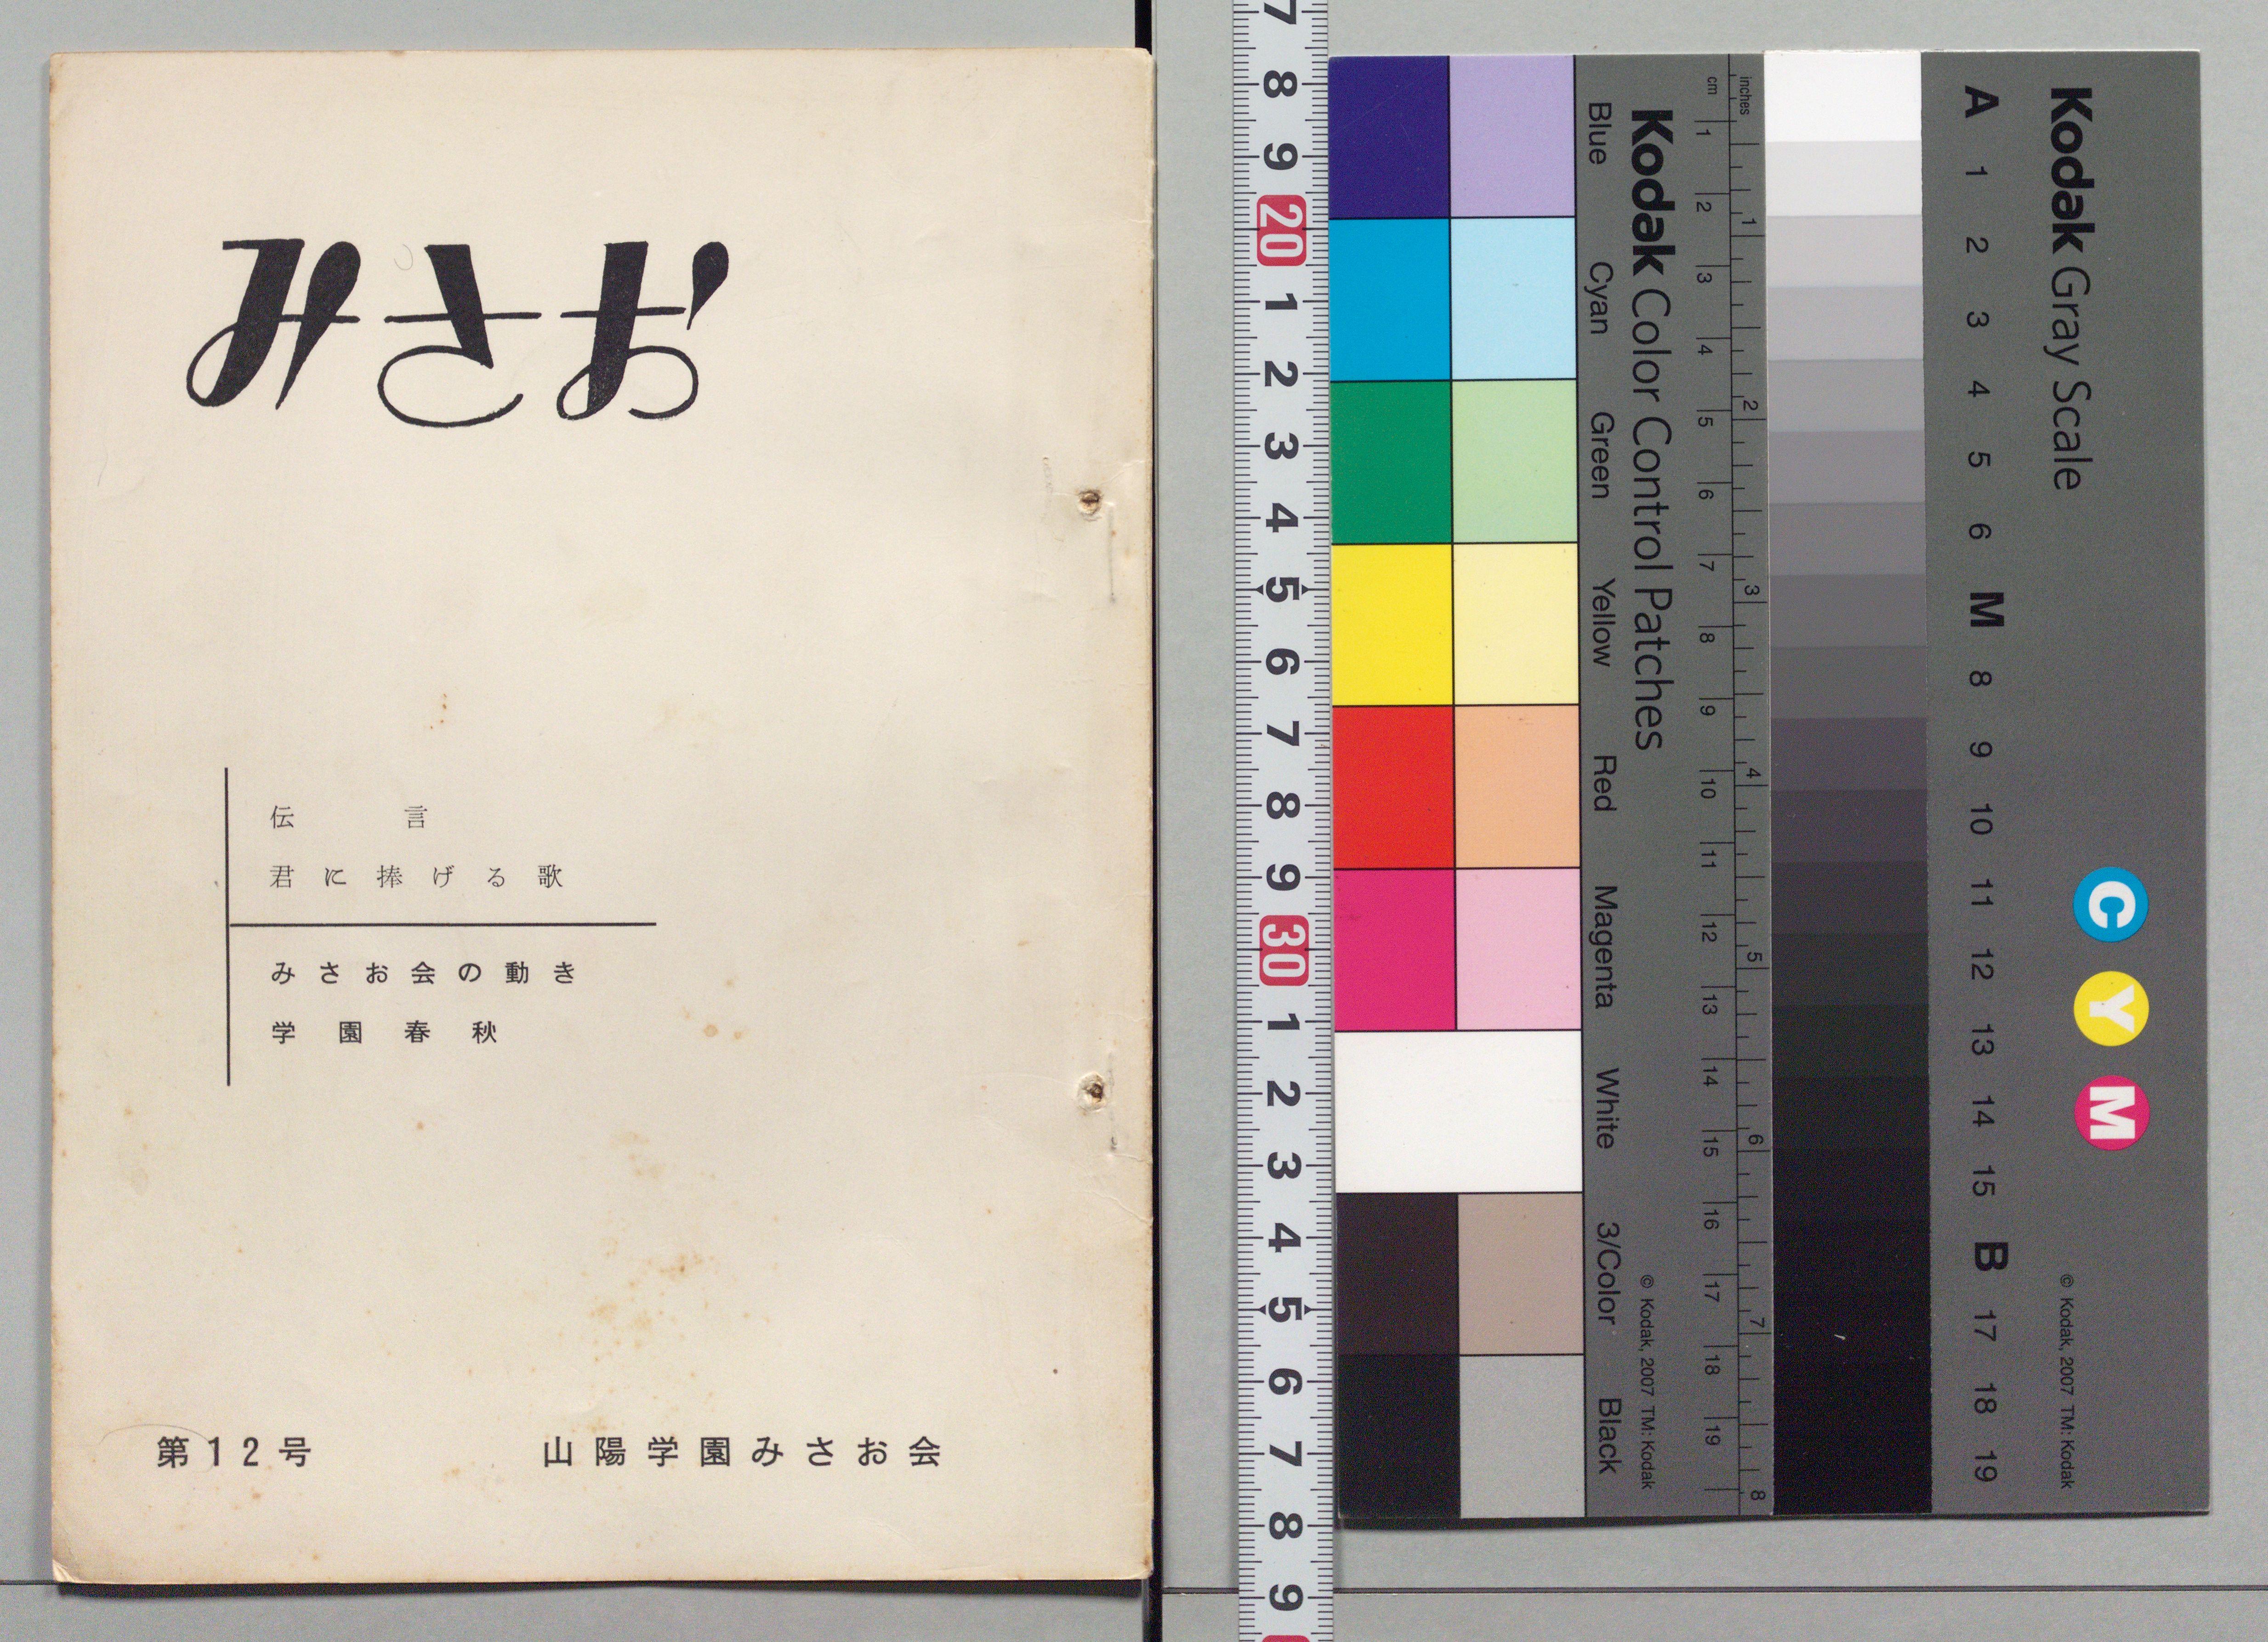 みさお
伝言
君に捧げる歌
みさお会の動き
学園春秋
第12号
山陽学園みさお会
7 8 9 20 1 2 3 4 5 6 7 8 9 30 1 2 3 4 5 6 7 8 9
Blue Cyan Green Yellow Red Magenta White 3/Color Black
Kodak Color Control Patches
© Kodak, 2007 TM: Kodak
cm 1 2 3 4 5 6 7 8 9 10 11 12 13 14 15 16 17 18 19
inches 1 2 3 4 5 6 7 8
A 1 2 3 4 5 6 M 8 9 10 11 12 13 14 15 B 17 18 19
Kodak Gray Scale
C Y M
© Kodak, 2007 TM: Kodak